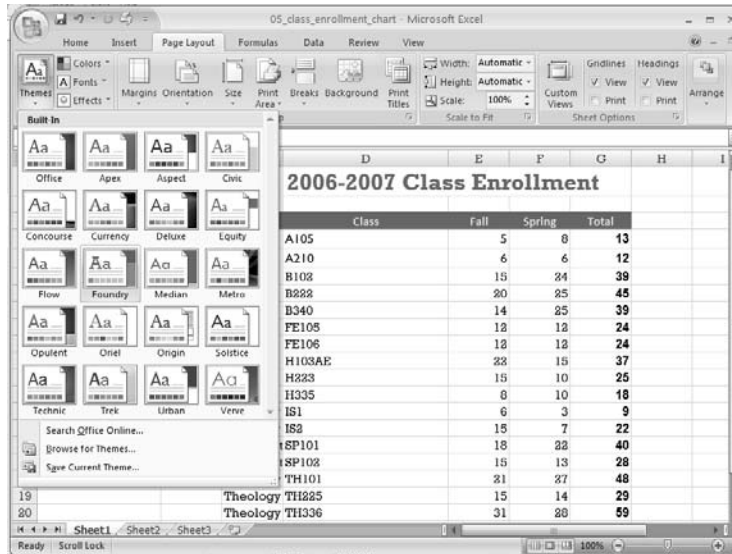 05_class_enrollment_chart - Microsoft Excel
Home Insert Page Layout Formulas Data Review View
Themes
Colors
Fonts
Effects
Margins Orientation Size Print Area Breaks Background Print Titles
Width: Automatic
Height: Automatic
Scale: 100%
Scale to Fit
Custom Views
Gridlines Headings
View View
Print Print
Sheet Options
Arrange
Built-In
Office Apex Aspect Civic
Concourse Currency Deluxe Equity
Flow Foundry Median Metro
Opulent Oriel Origin Solstice
Technic Trek Urban Verve
Search Office Online...
Browse for Themes...
Save Current Theme...
D E F G H I
2006-2007 Class Enrollment
Class Fall Spring Total
A105 5 8 13
A210 6 6 12
B102 15 24 39
B222 20 25 45
B340 14 25 39
FE105 12 12 24
FE106 12 12 24
H103AE 22 15 37
H223 15 10 25
H335 8 10 18
IS1 6 3 9
IS2 15 7 22
SP101 18 22 40
SP102 15 13 28
TH101 21 27 48
19 Theology TH225 15 14 29
20 Theology TH336 31 28 59
Sheet1 Sheet2 Sheet3
Ready Scroll Lock 100%